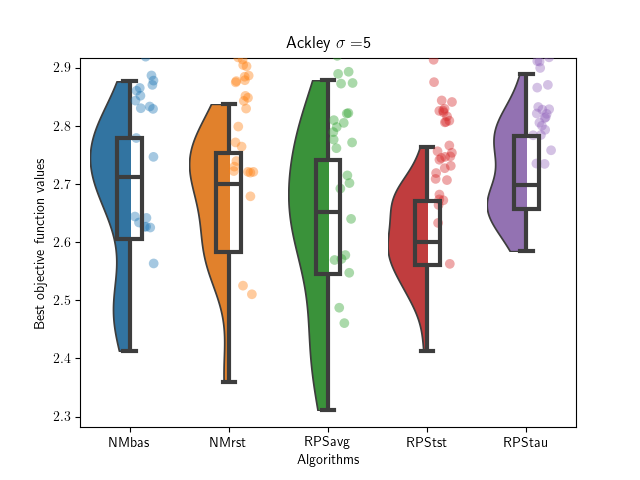 Ackley σ =5
Best objective function values
2.9
2.8
2.7
2.6
2.5
2.4
2.3
NMbas NMrst RPSavg RPStst RPStau
Algorithms